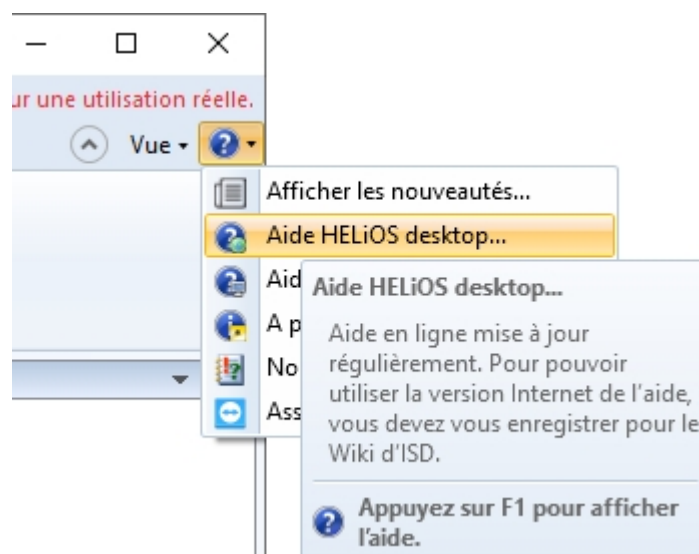 ur une utilisation réelle.
Vue
Afficher les nouveautés...
Aide HELiOS desktop...
Aid
Aide HELiOS desktop...
A p
Aide en ligne mise à jour
No
régulièrement. Pour pouvoir
utiliser la version Internet de l'aide,
Ass
vous devez vous enregistrer pour le
Wiki d'ISD.
Appuyez sur F1 pour afficher
l'aide.